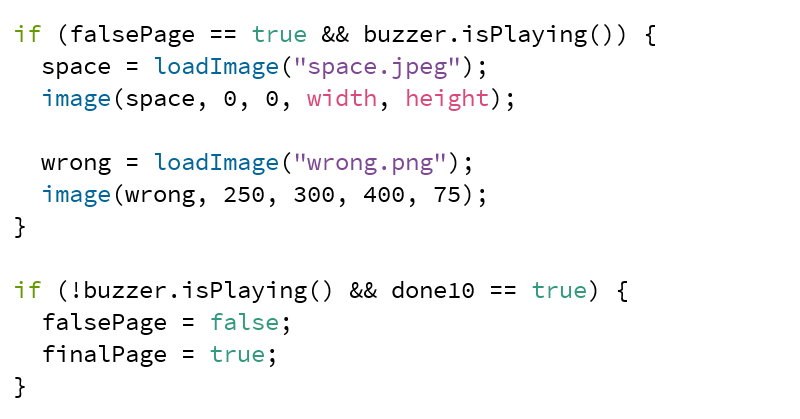 if (falsePage == true && buzzer.isPlaying()) {
  space = loadImage("space.jpeg");
  image(space, 0, 0, width, height);

  wrong = loadImage("wrong.png");
  image(wrong, 250, 300, 400, 75);
}

if (!buzzer.isPlaying() && done10 == true) {
  falsePage = false;
  finalPage = true;
}